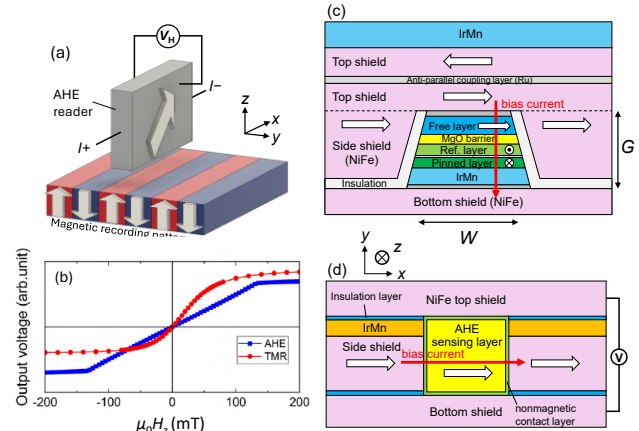 (a)
V_H
I−
AHE
reader
I+
z
x
y
Magnetic recording
(b)
Output voltage (arb.unit)
AHE
TMR
-200 -100 0 100 200
μ₀H_z (mT)
(c)
IrMn
Top shield
Anti-parallel coupling layer (Ru)
Top shield
bias current
Free layer
MgO barrier
Side shield
(NiFe)
Ref. layer
Pinned layer
IrMn
Insulation
Bottom shield (NiFe)
G
W
y
z
x
(d)
Insulation layer
NiFe top shield
IrMn
AHE
sensing layer
Side shield
bias current
V
Bottom shield
nonmagnetic
contact layer